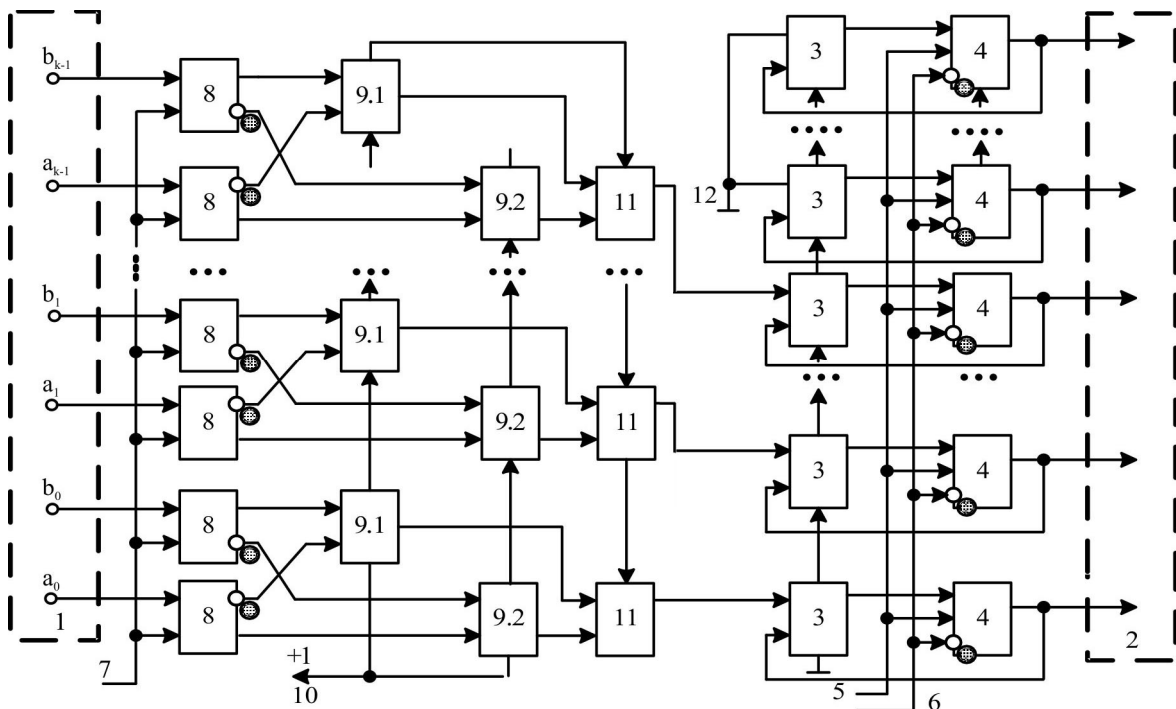 b_{k-1} 8 9.1 3 4
a_{k-1} 8 9.2 11 12 3 4
b_1 8 9.1 3 4
a_1 8 9.2 11 3 4
b_0 8 9.1
a_0 8 9.2 11 3 4
1 2
7 +1
10 5 6